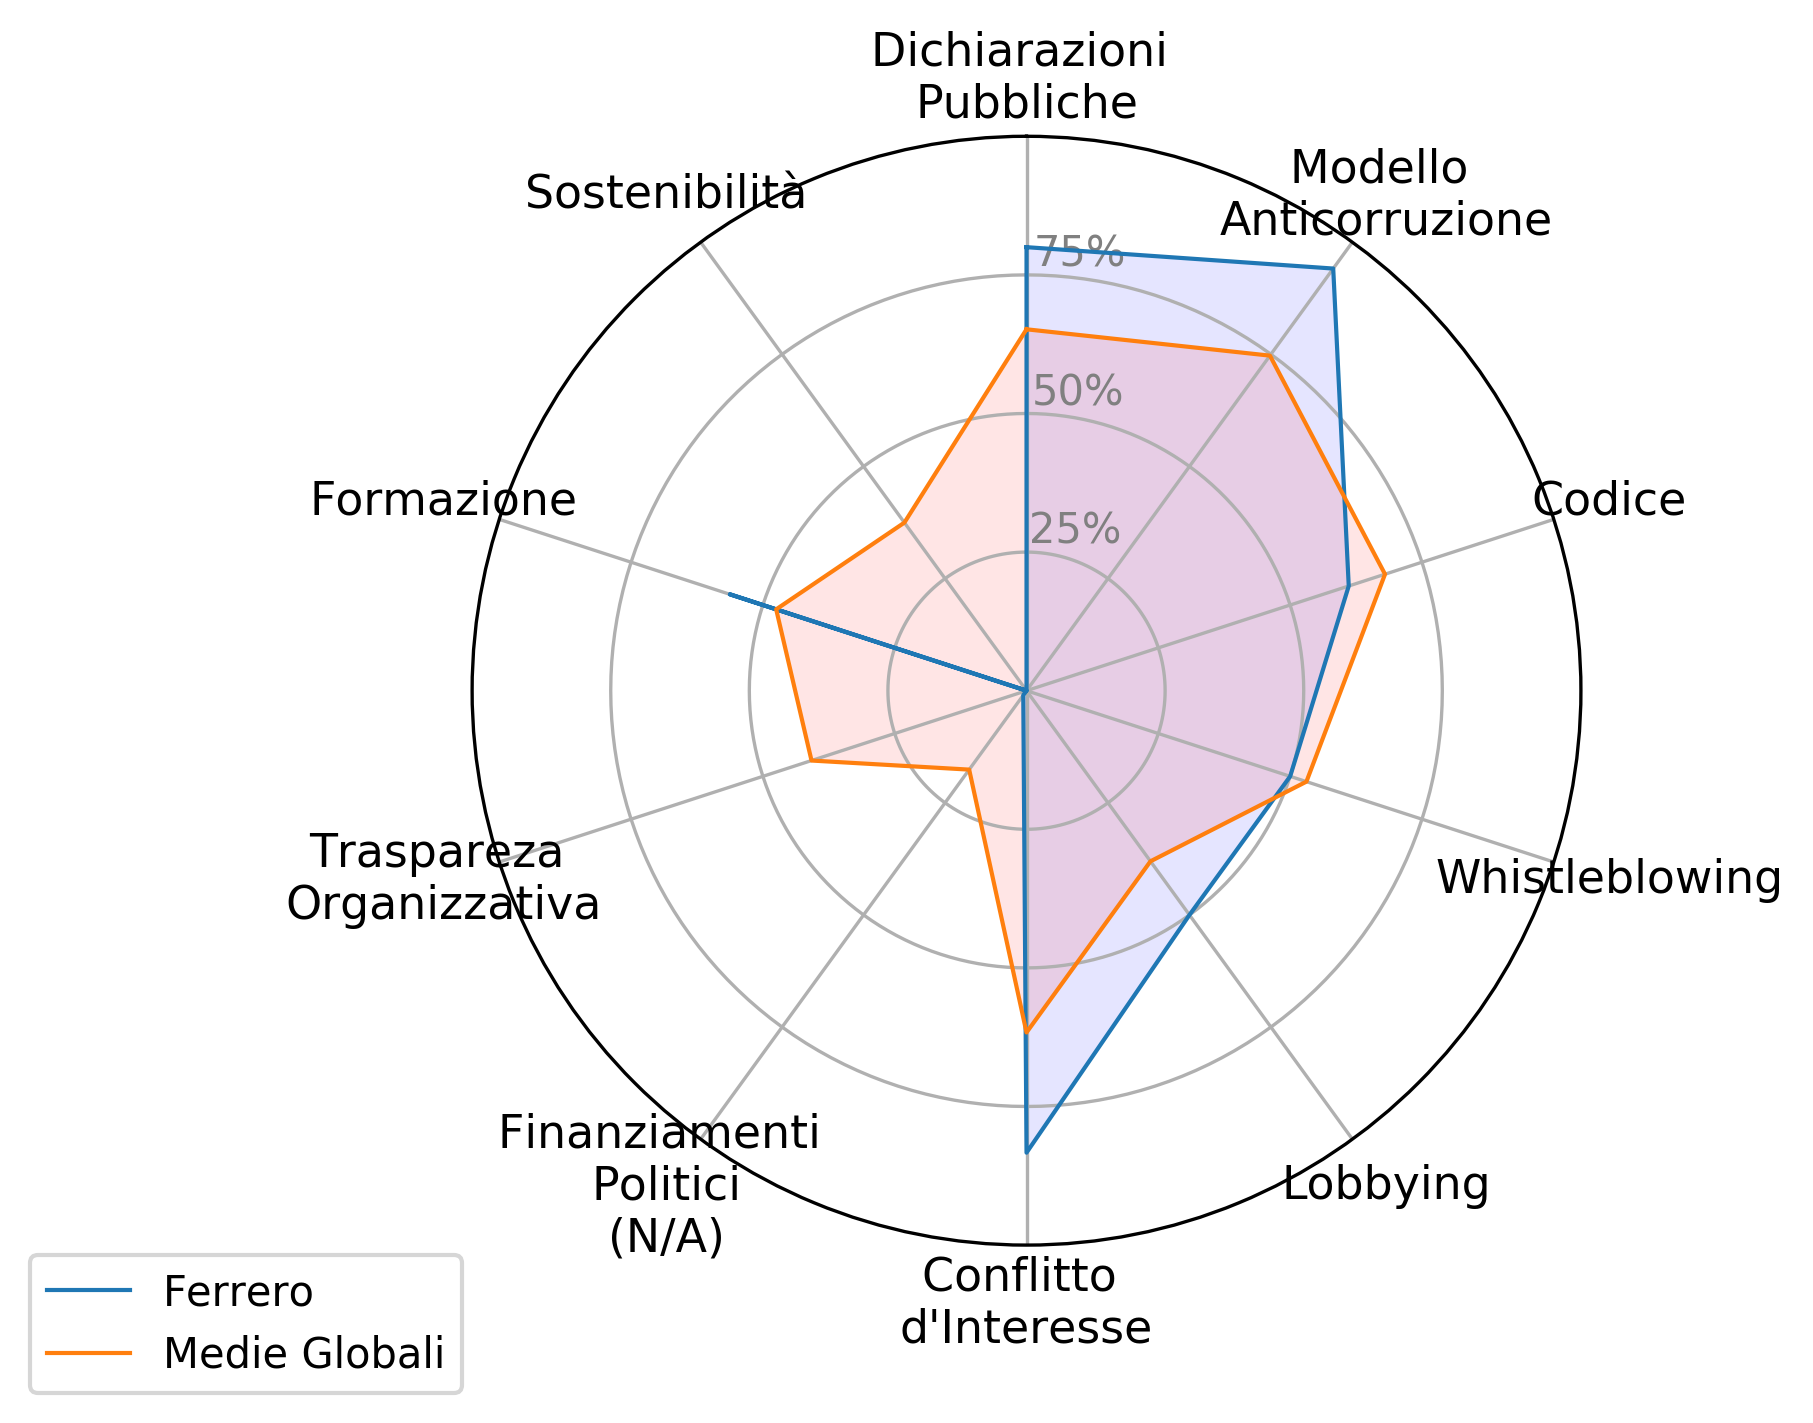 Dichiarazioni
Pubbliche
Modello
Anticorruzione
Sostenibilità
75%
50%
25%
Formazione
Codice
Traspareza
Organizzativa
Whistleblowing
Finanziamenti
Politici
(N/A)
Lobbying
Conflitto
d'Interesse
Ferrero
Medie Globali